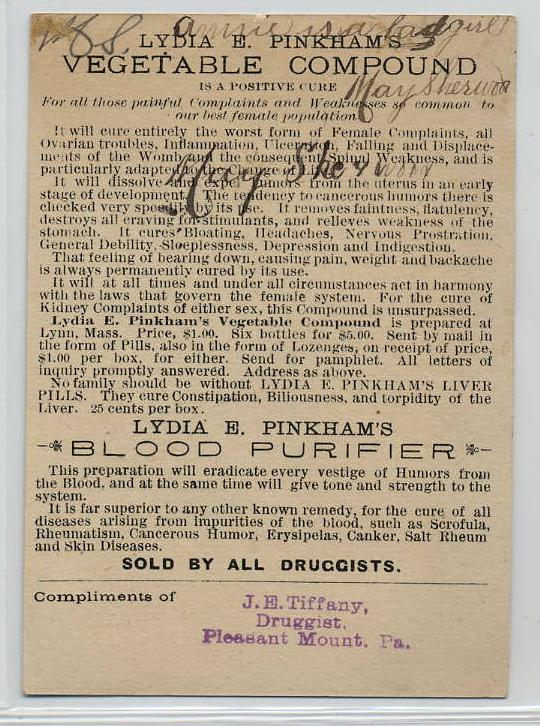 Annie is a bad girl
LYDIA E. PINKHAM'S
VEGETABLE COMPOUND
IS A POSITIVE CURE
May Sherwood
For all those painful Complaints and Weaknesses so common to
our best female population.
It will cure entirely the worst form of Female Complaints, all
Ovarian troubles, Inflammation, Ulceration, Falling and Displace-
ments of the Womb, & the consequent Spinal Weakness, and is
particularly adapted to the Change of
May Sherwood
It will dissolve and expel tumors from the uterus in an early
stage of development. The tendency to cancerous humors there is
checked very speedily by its use. It removes faintness, flatulency,
destroys all craving for stimulants, and relieves weakness of the
stomach. It cures Bloating, Headaches, Nervous Prostration,
General Debility, Sleeplessness, Depression and Indigestion.
That feeling of bearing down, causing pain, weight and backache
is always permanently cured by its use.
It will at all times and under all circumstances act in harmony
with the laws that govern the female system. For the cure of
Kidney Complaints of either sex, this Compound is unsurpassed.
Lydia E. Pinkham's Vegetable Compound is prepared at
Lynn, Mass. Price, $1.00. Six bottles for $5.00. Sent by mail in
the form of Pills, also in the form of Lozenges, on receipt of price,
$1.00 per box, for either. Send for pamphlet. All letters of
inquiry promptly answered. Address as above.
No family should be without LYDIA E. PINKHAM'S LIVER
PILLS. They cure Constipation, Biliousness, and torpidity of the
Liver. 25 cents per box.
LYDIA E. PINKHAM'S
BLOOD PURIFIER
This preparation will eradicate every vestige of Humors from
the Blood, and at the same time will give tone and strength to the
system.
It is far superior to any other known remedy, for the cure of all
diseases arising from impurities of the blood, such as Scrofula,
Rheumatism, Cancerous Humor, Erysipelas, Canker, Salt Rheum
and Skin Diseases.
SOLD BY ALL DRUGGISTS.
Compliments of
J. E. Tiffany,
Druggist,
Pleasant Mount, Pa.